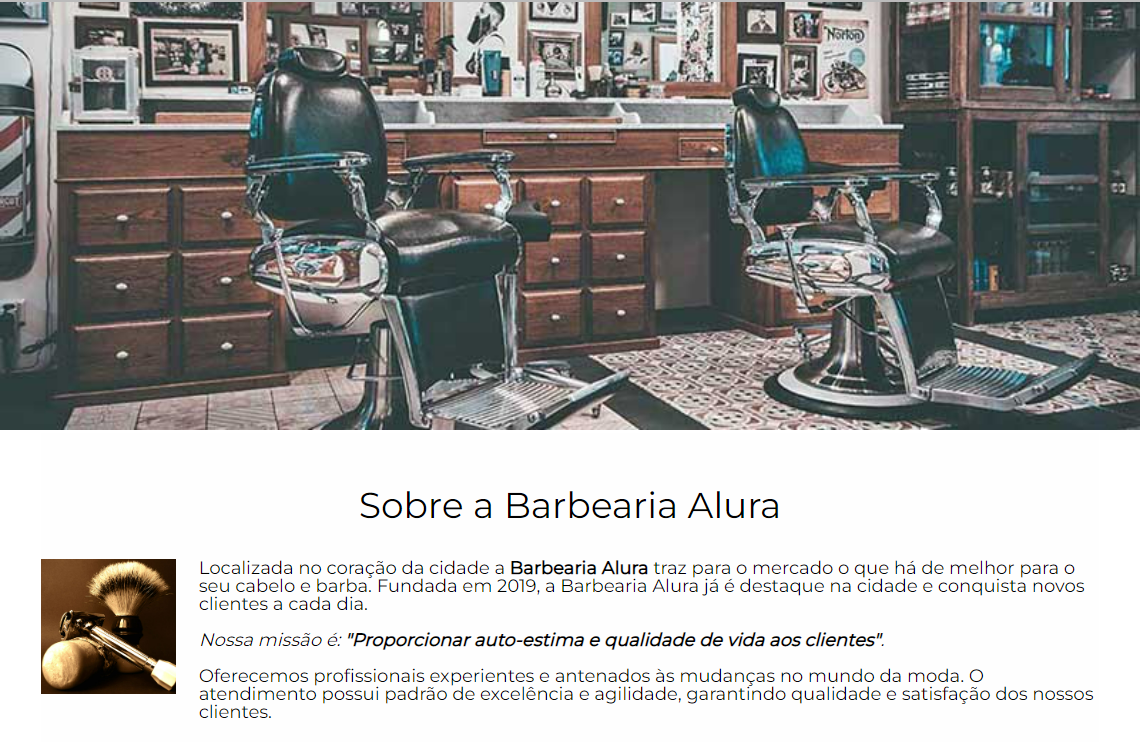 Norton
Sobre a Barbearia Alura
Localizada no coração da cidade a Barbearia Alura traz para o mercado o que há de melhor para o
seu cabelo e barba. Fundada em 2019, a Barbearia Alura já é destaque na cidade e conquista novos
clientes a cada dia.
Nossa missão é: "Proporcionar auto-estima e qualidade de vida aos clientes".
Oferecemos profissionais experientes e antenados às mudanças no mundo da moda. O
atendimento possui padrão de excelência e agilidade, garantindo qualidade e satisfação dos nossos
clientes.